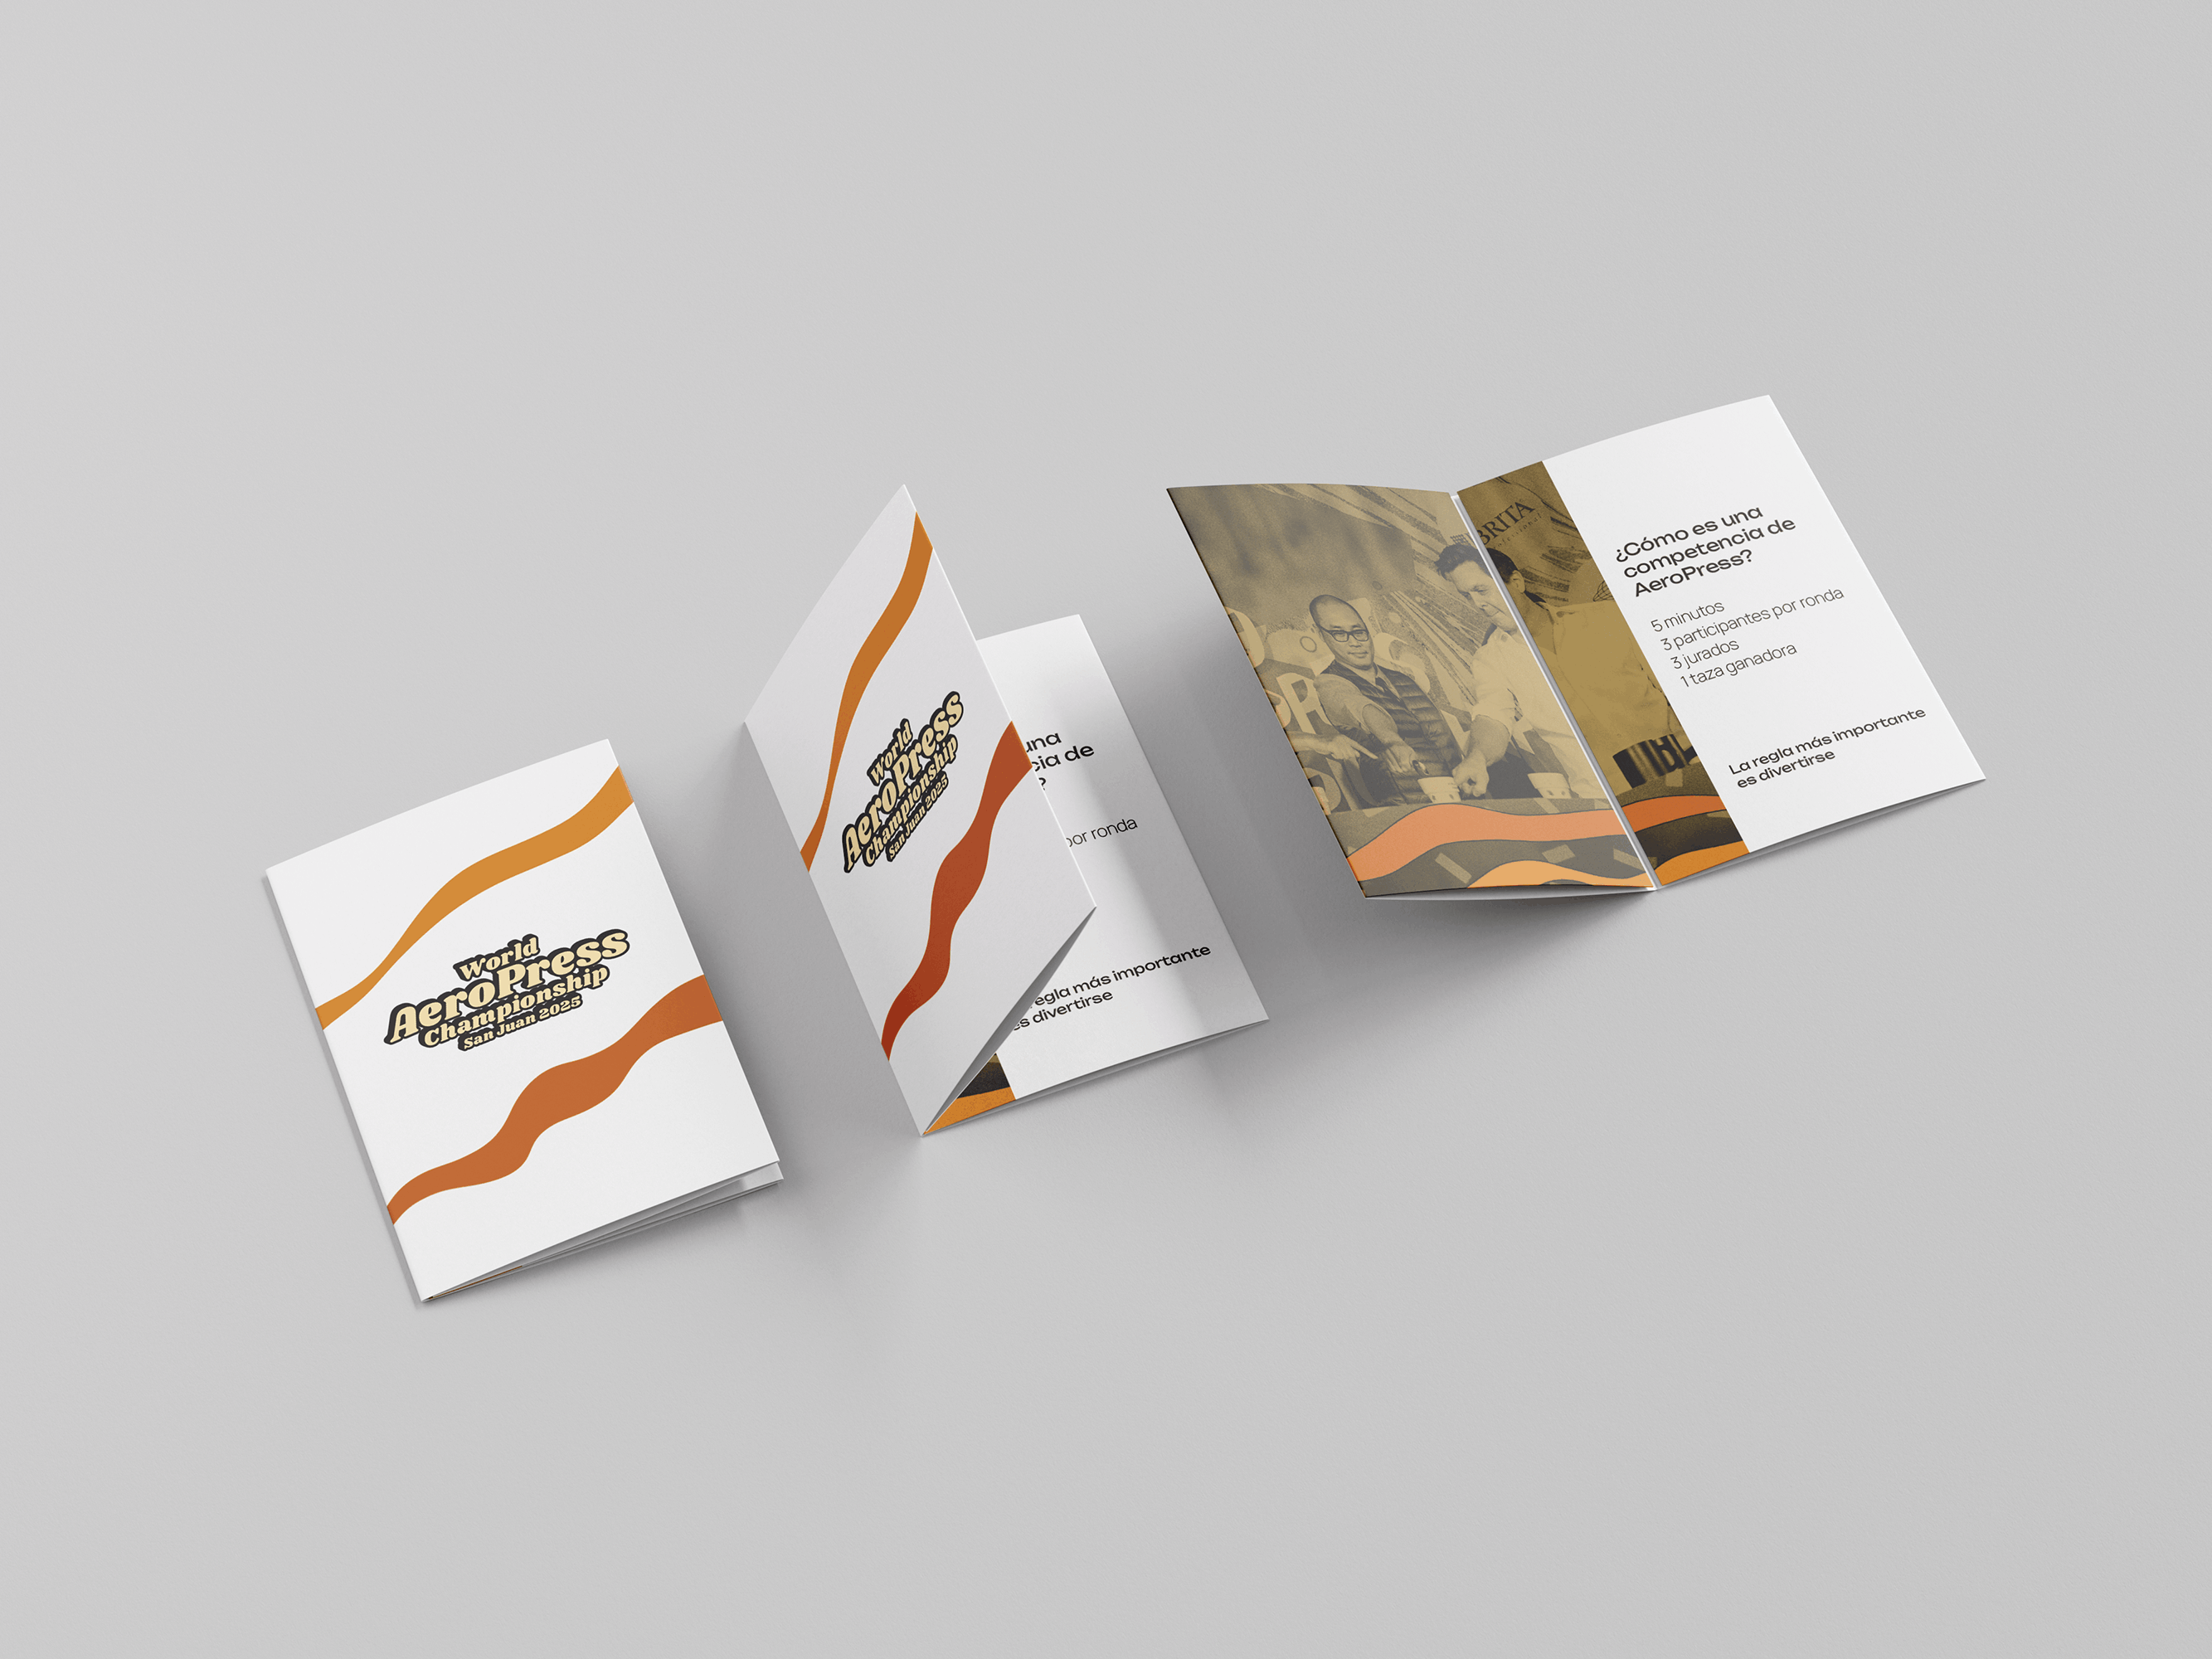 World
AeroPress
Championship
San Juan 2025
World
AeroPress
Championship
San Juan 2025
una
cia de
?
por ronda
regla más importante
es divertirse
BRITA
¿Cómo es una
competencia de
AeroPress?
5 minutos
3 participantes por ronda
3 jurados
1 taza ganadora
La regla más importante
es divertirse